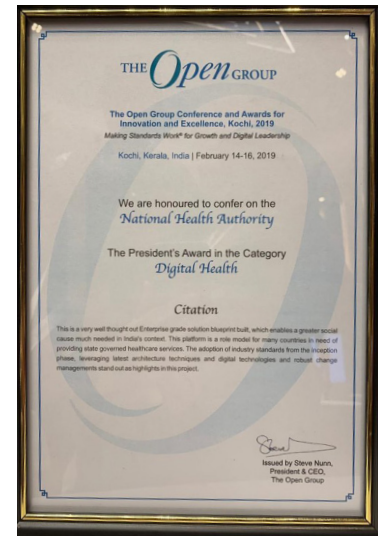 THE Open GROUP
The Open Group Conference and Awards for
Innovation and Excellence, Kochi, 2019
Making Standards Work® for Growth and Digital Leadership
Kochi, Kerala, India | February 14-16, 2019
We are honoured to confer on the
National Health Authority
The President's Award in the Category
Digital Health
Citation
This is a very well thought out Enterprise grade solution blueprint built, which enables a greater social
cause much needed in India's context. This platform is a role model for many countries in need of
providing state governed healthcare services. The adoption of industry standards from the inception
phase, leveraging latest architecture techniques and digital technologies and robust change
managements stand out as highlights in this project.
Issued by Steve Nunn,
President & CEO,
The Open Group